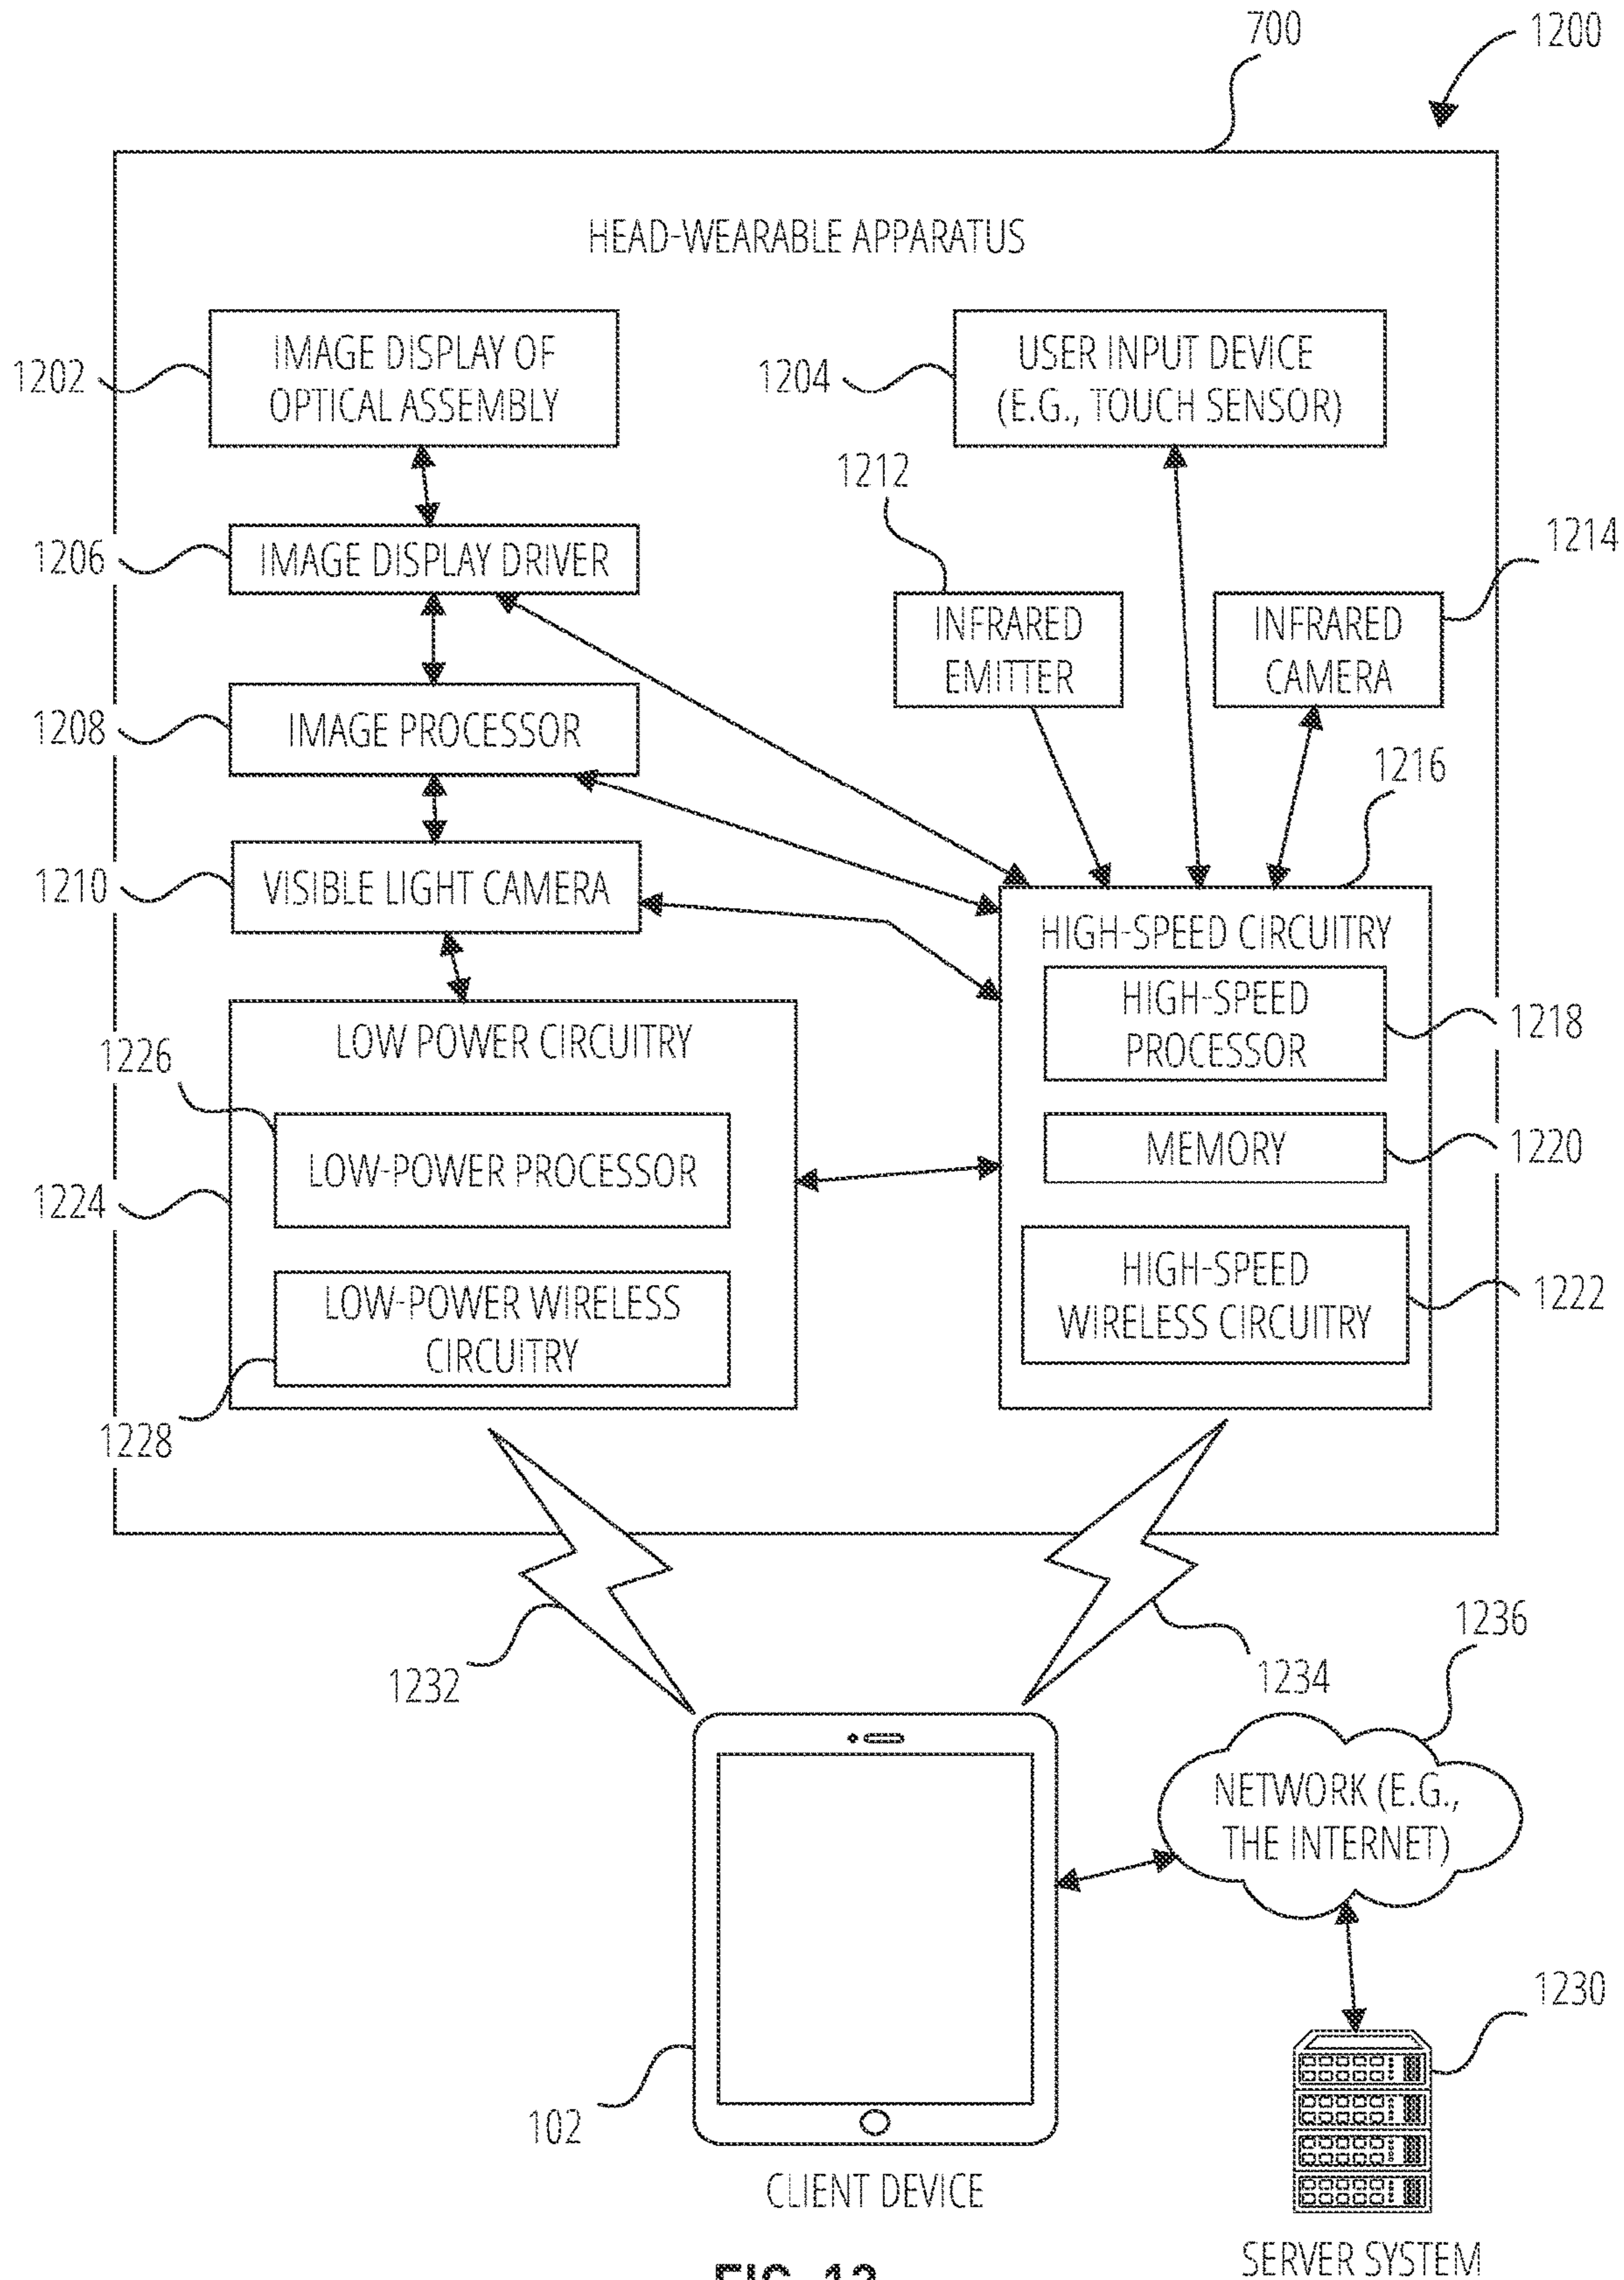 700
1200
HEAD-WEARABLE APPARATUS
1202
IMAGE DISPLAY OF
OPTICAL ASSEMBLY
1204
USER INPUT DEVICE
(E.G., TOUCH SENSOR)
1212
1214
1206
IMAGE DISPLAY DRIVER
INFRARED
EMITTER
INFRARED
CAMERA
1208
IMAGE PROCESSOR
1216
1210
VISIBLE LIGHT CAMERA
HIGH-SPEED CIRCUITRY
HIGH-SPEED
PROCESSOR
1218
LOW POWER CIRCUITRY
1226
LOW-POWER PROCESSOR
MEMORY
1220
1224
LOW-POWER WIRELESS
CIRCUITRY
HIGH-SPEED
WIRELESS CIRCUITRY
1222
1228
1232
1234
1236
NETWORK (E.G.,
THE INTERNET)
1230
102
CLIENT DEVICE
SERVER SYSTEM
FIG. 12